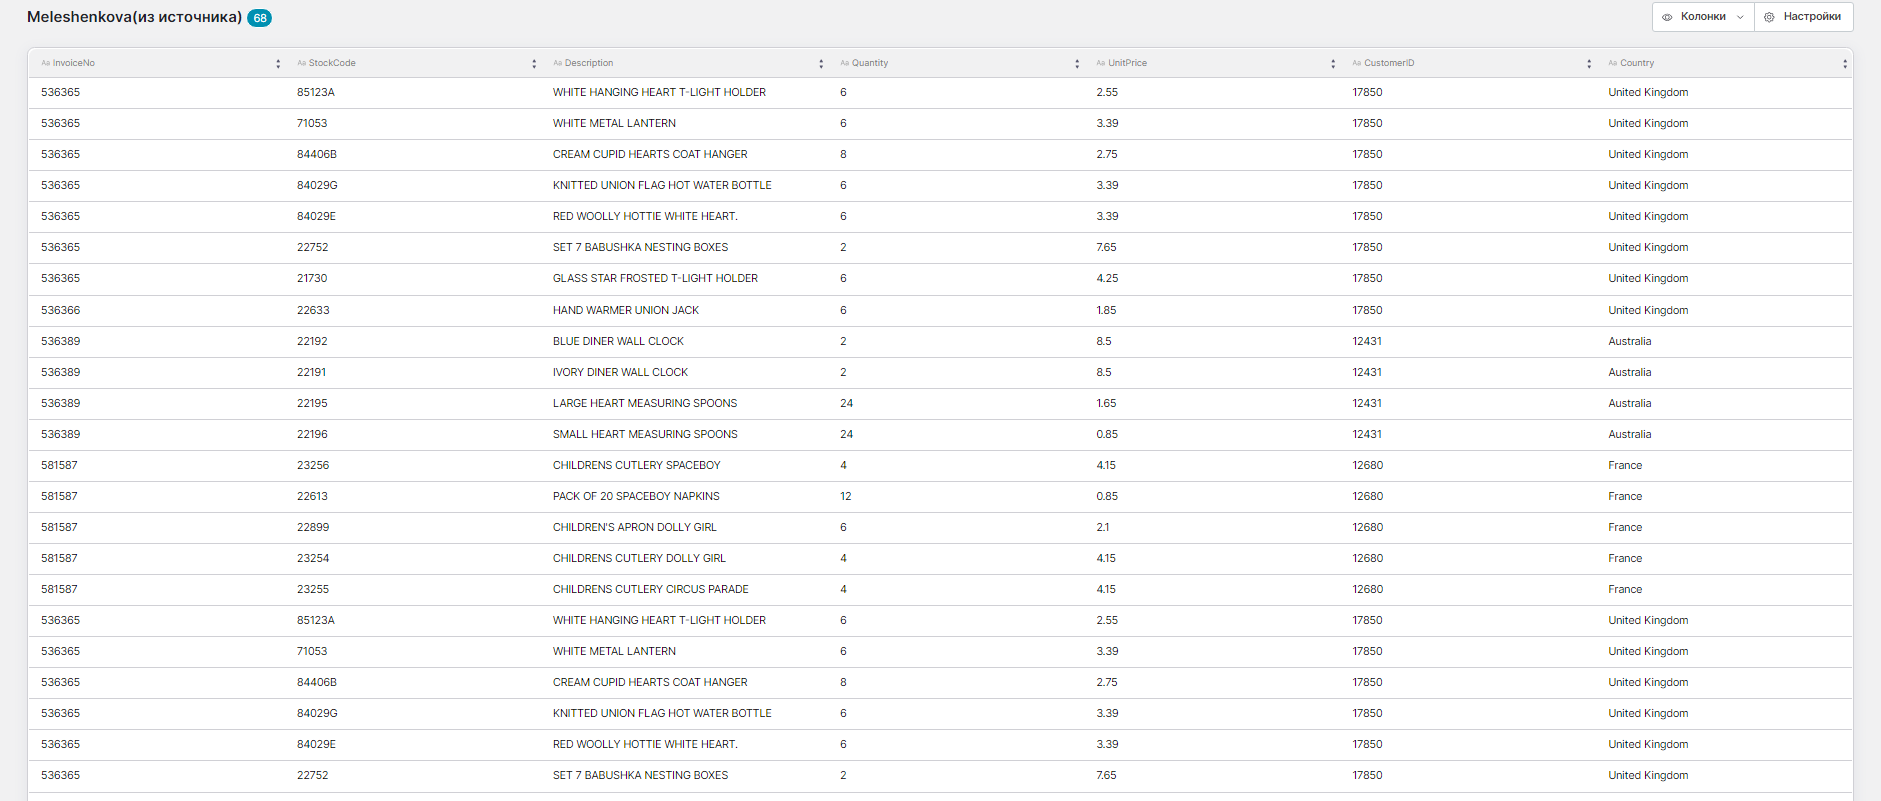 Meleshenkova(из источника) 68 Колонки Настройки
Aa InvoiceNo Aa StockCode Aa Description Aa Quantity Aa UnitPrice Aa CustomerID Aa Country
536365 85123A WHITE HANGING HEART T-LIGHT HOLDER 6 2.55 17850 United Kingdom
536365 71053 WHITE METAL LANTERN 6 3.39 17850 United Kingdom
536365 84406B CREAM CUPID HEARTS COAT HANGER 8 2.75 17850 United Kingdom
536365 84029G KNITTED UNION FLAG HOT WATER BOTTLE 6 3.39 17850 United Kingdom
536365 84029E RED WOOLLY HOTTIE WHITE HEART. 6 3.39 17850 United Kingdom
536365 22752 SET 7 BABUSHKA NESTING BOXES 2 7.65 17850 United Kingdom
536365 21730 GLASS STAR FROSTED T-LIGHT HOLDER 6 4.25 17850 United Kingdom
536366 22633 HAND WARMER UNION JACK 6 1.85 17850 United Kingdom
536389 22192 BLUE DINER WALL CLOCK 2 8.5 12431 Australia
536389 22191 IVORY DINER WALL CLOCK 2 8.5 12431 Australia
536389 22195 LARGE HEART MEASURING SPOONS 24 1.65 12431 Australia
536389 22196 SMALL HEART MEASURING SPOONS 24 0.85 12431 Australia
581587 23256 CHILDRENS CUTLERY SPACEBOY 4 4.15 12680 France
581587 22613 PACK OF 20 SPACEBOY NAPKINS 12 0.85 12680 France
581587 22899 CHILDREN'S APRON DOLLY GIRL 6 2.1 12680 France
581587 23254 CHILDRENS CUTLERY DOLLY GIRL 4 4.15 12680 France
581587 23255 CHILDRENS CUTLERY CIRCUS PARADE 4 4.15 12680 France
536365 85123A WHITE HANGING HEART T-LIGHT HOLDER 6 2.55 17850 United Kingdom
536365 71053 WHITE METAL LANTERN 6 3.39 17850 United Kingdom
536365 84406B CREAM CUPID HEARTS COAT HANGER 8 2.75 17850 United Kingdom
536365 84029G KNITTED UNION FLAG HOT WATER BOTTLE 6 3.39 17850 United Kingdom
536365 84029E RED WOOLLY HOTTIE WHITE HEART. 6 3.39 17850 United Kingdom
536365 22752 SET 7 BABUSHKA NESTING BOXES 2 7.65 17850 United Kingdom